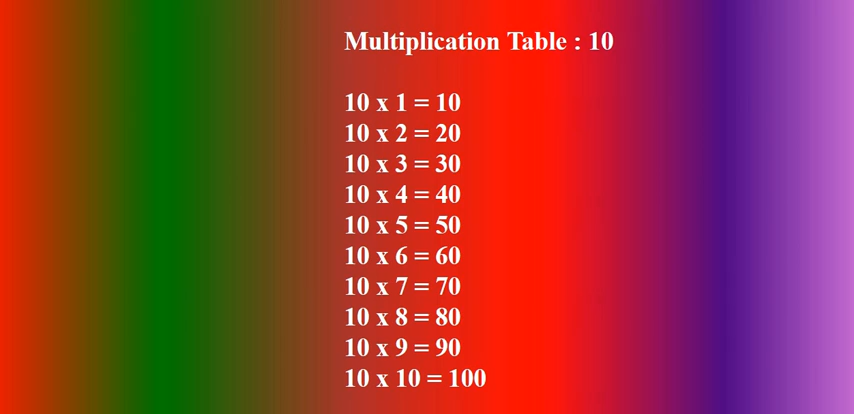 Multiplication Table : 10
10 x 1 = 10
10 x 2 = 20
10 x 3 = 30
10 x 4 = 40
10 x 5 = 50
10 x 6 = 60
10 x 7 = 70
10 x 8 = 80
10 x 9 = 90
10 x 10 = 100